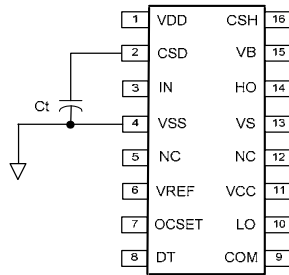 1 VDD CSH 16
2 CSD VB 15
3 IN HO 14
Ct
4 VSS VS 13
5 NC NC 12
6 VREF VCC 11
7 OCSET LO 10
8 DT COM 9